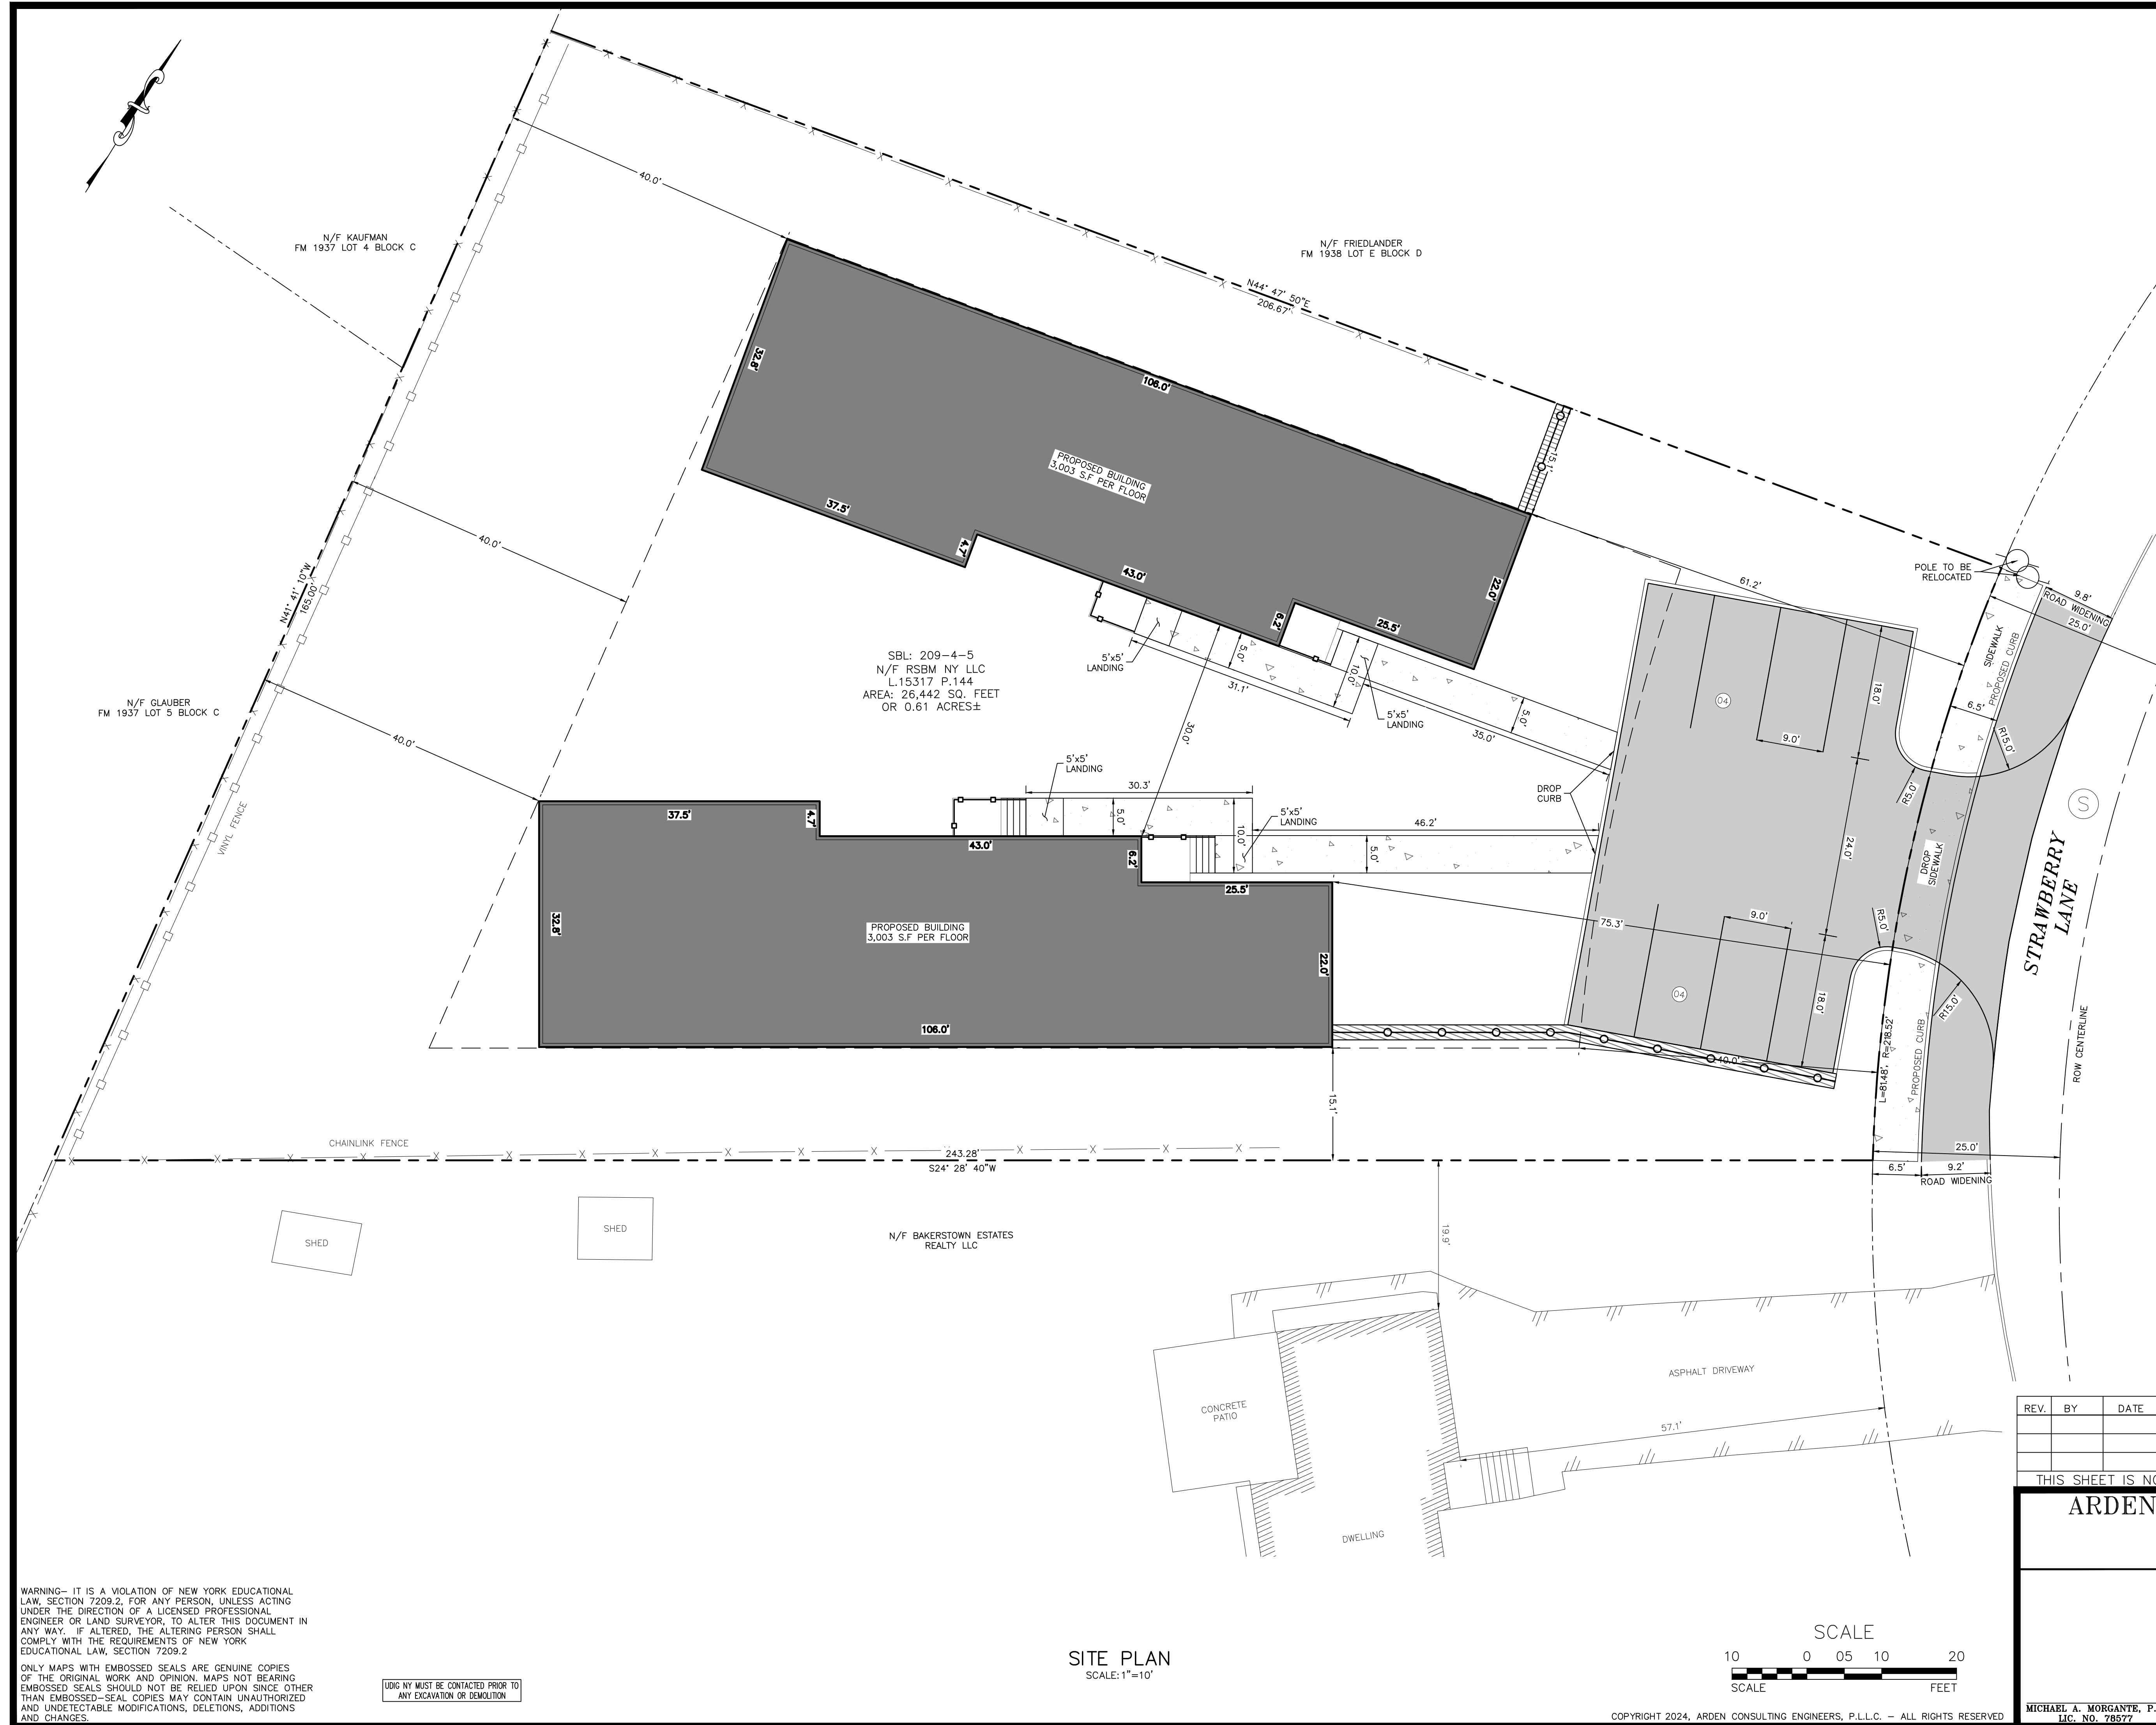 N/F KAUFMAN
FM 1937 LOT 4 BLOCK C
40.0'
N/F FRIEDLANDER
FM 1938 LOT E BLOCK D
N44° 47' 50"E
206.67'
32.8'
106.0'
PROPOSED BUILDING
3,003 S.F PER FLOOR
37.5'
4.7'
43.0'
6.2'
25.5'
22.0'
15.1'
40.0'
N41° 41' 10"W
165.00'
POLE TO BE
RELOCATED
61.2'
9.8'
ROAD WIDENING
25.0'
SIDEWALK
PROPOSED CURB
6.5'
R15.0'
R5.0'
04
18.0'
9.0'
5'x5'
LANDING
5.0'
10.0'
31.1'
5'x5'
LANDING
35.0'
5.0'
30.0'
SBL: 209-4-5
N/F RSBM NY LLC
L.15317 P.144
AREA: 26,442 SQ. FEET
OR 0.61 ACRES±
N/F GLAUBER
FM 1937 LOT 5 BLOCK C
40.0'
VINYL FENCE
5'x5'
LANDING
30.3'
5.0'
10.0'
5'x5'
LANDING
46.2'
5.0'
DROP
CURB
24.0'
DROP
SIDEWALK
S
STRAWBERRY
LANE
37.5'
4.7'
43.0'
6.2'
25.5'
32.8'
PROPOSED BUILDING
3,003 S.F PER FLOOR
22.0'
106.0'
75.3'
9.0'
R5.0'
04
18.0'
R15.0'
40.0'
L=81.48', R=218.52'
PROPOSED CURB
ROW CENTERLINE
15.1'
CHAINLINK FENCE
243.28'
S24° 28' 40"W
25.0'
6.5'
9.2'
ROAD WIDENING
SHED
SHED
N/F BAKERSTOWN ESTATES
REALTY LLC
19.9'
CONCRETE
PATIO
ASPHALT DRIVEWAY
57.1'
DWELLING
REV.
BY
DATE
THIS SHEET IS
ARDEN
WARNING- IT IS A VIOLATION OF NEW YORK EDUCATIONAL
LAW, SECTION 7209.2, FOR ANY PERSON, UNLESS ACTING
UNDER THE DIRECTION OF A LICENSED PROFESSIONAL
ENGINEER OR LAND SURVEYOR, TO ALTER THIS DOCUMENT IN
ANY WAY. IF ALTERED, THE ALTERING PERSON SHALL
COMPLY WITH THE REQUIREMENTS OF NEW YORK
EDUCATIONAL LAW, SECTION 7209.2
ONLY MAPS WITH EMBOSSED SEALS ARE GENUINE COPIES
OF THE ORIGINAL WORK AND OPINION. MAPS NOT BEARING
EMBOSSED SEALS SHOULD NOT BE RELIED UPON SINCE OTHER
THAN EMBOSSED-SEAL COPIES MAY CONTAIN UNAUTHORIZED
AND UNDETECTABLE MODIFICATIONS, DELETIONS, ADDITIONS
AND CHANGES.
UDIG NY MUST BE CONTACTED PRIOR TO
ANY EXCAVATION OR DEMOLITION
SITE PLAN
SCALE: 1"=10'
SCALE
10 0 05 10 20
SCALE FEET
COPYRIGHT 2024, ARDEN CONSULTING ENGINEERS, P.L.L.C. - ALL RIGHTS RESERVED
MICHAEL A. MORGANTE, P.
LIC. NO. 78577